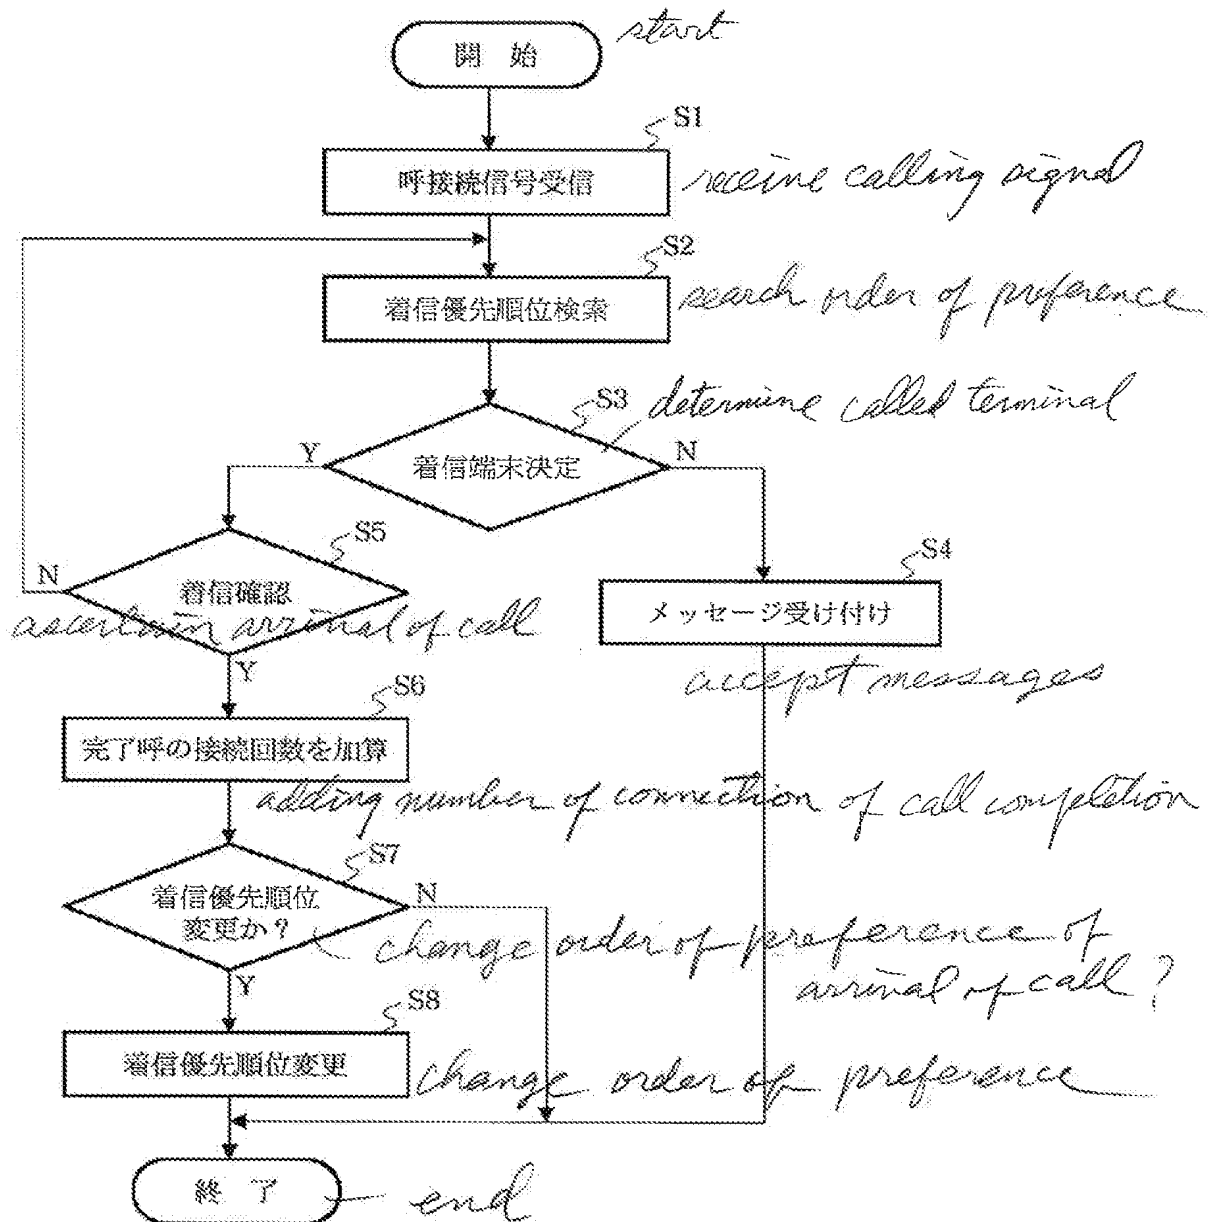 開 始
start
S1
呼接続信号受信
receive calling signal
S2
着信優先順位検索
search order of preference
S3
determine called terminal
Y
着信端末決定
N
S5
N
着信確認
ascertain arrival of call
Y
S4
メッセージ受け付け
accept messages
S6
完了呼の接続回数を加算
adding number of connection of call completion
S7
着信優先順位
変更か?
N
change order of preference of
arrival of call?
Y
S8
着信優先順位変更
change order of preference
終 了
end